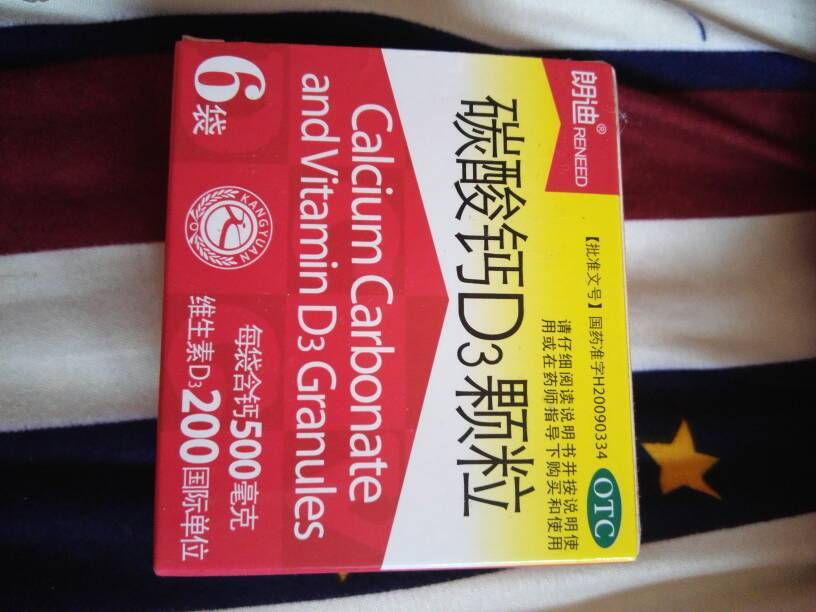 朗迪® RENEED
【批准文号】国药准字H20090334
请仔细阅读说明书并按说明使
用或在药师指导下购买和使用
OTC
碳酸钙D3颗粒
Calcium Carbonate
and Vitamin D3 Granules
6袋
KANGYUAN
每袋含钙500毫克
维生素D3 200国际单位